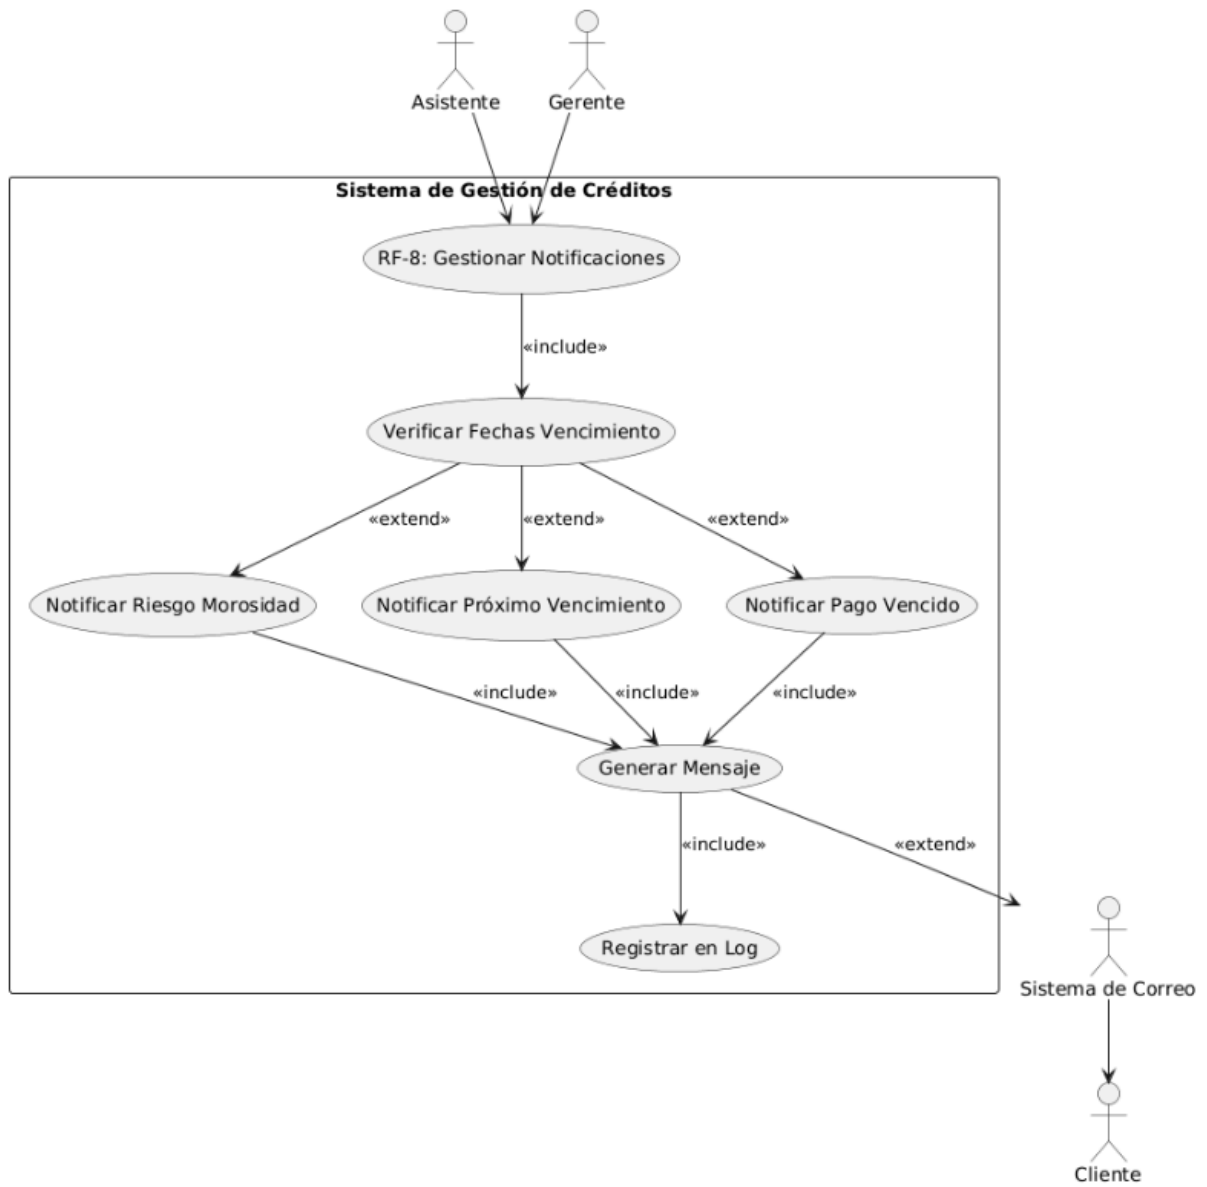 Asistente
Gerente
Sistema de Gestión de Créditos
RF-8: Gestionar Notificaciones
«include»
Verificar Fechas Vencimiento
«extend»
«extend»
«extend»
Notificar Riesgo Morosidad
Notificar Próximo Vencimiento
Notificar Pago Vencido
«include»
«include»
«include»
Generar Mensaje
«include»
«extend»
Registrar en Log
Sistema de Correo
Cliente